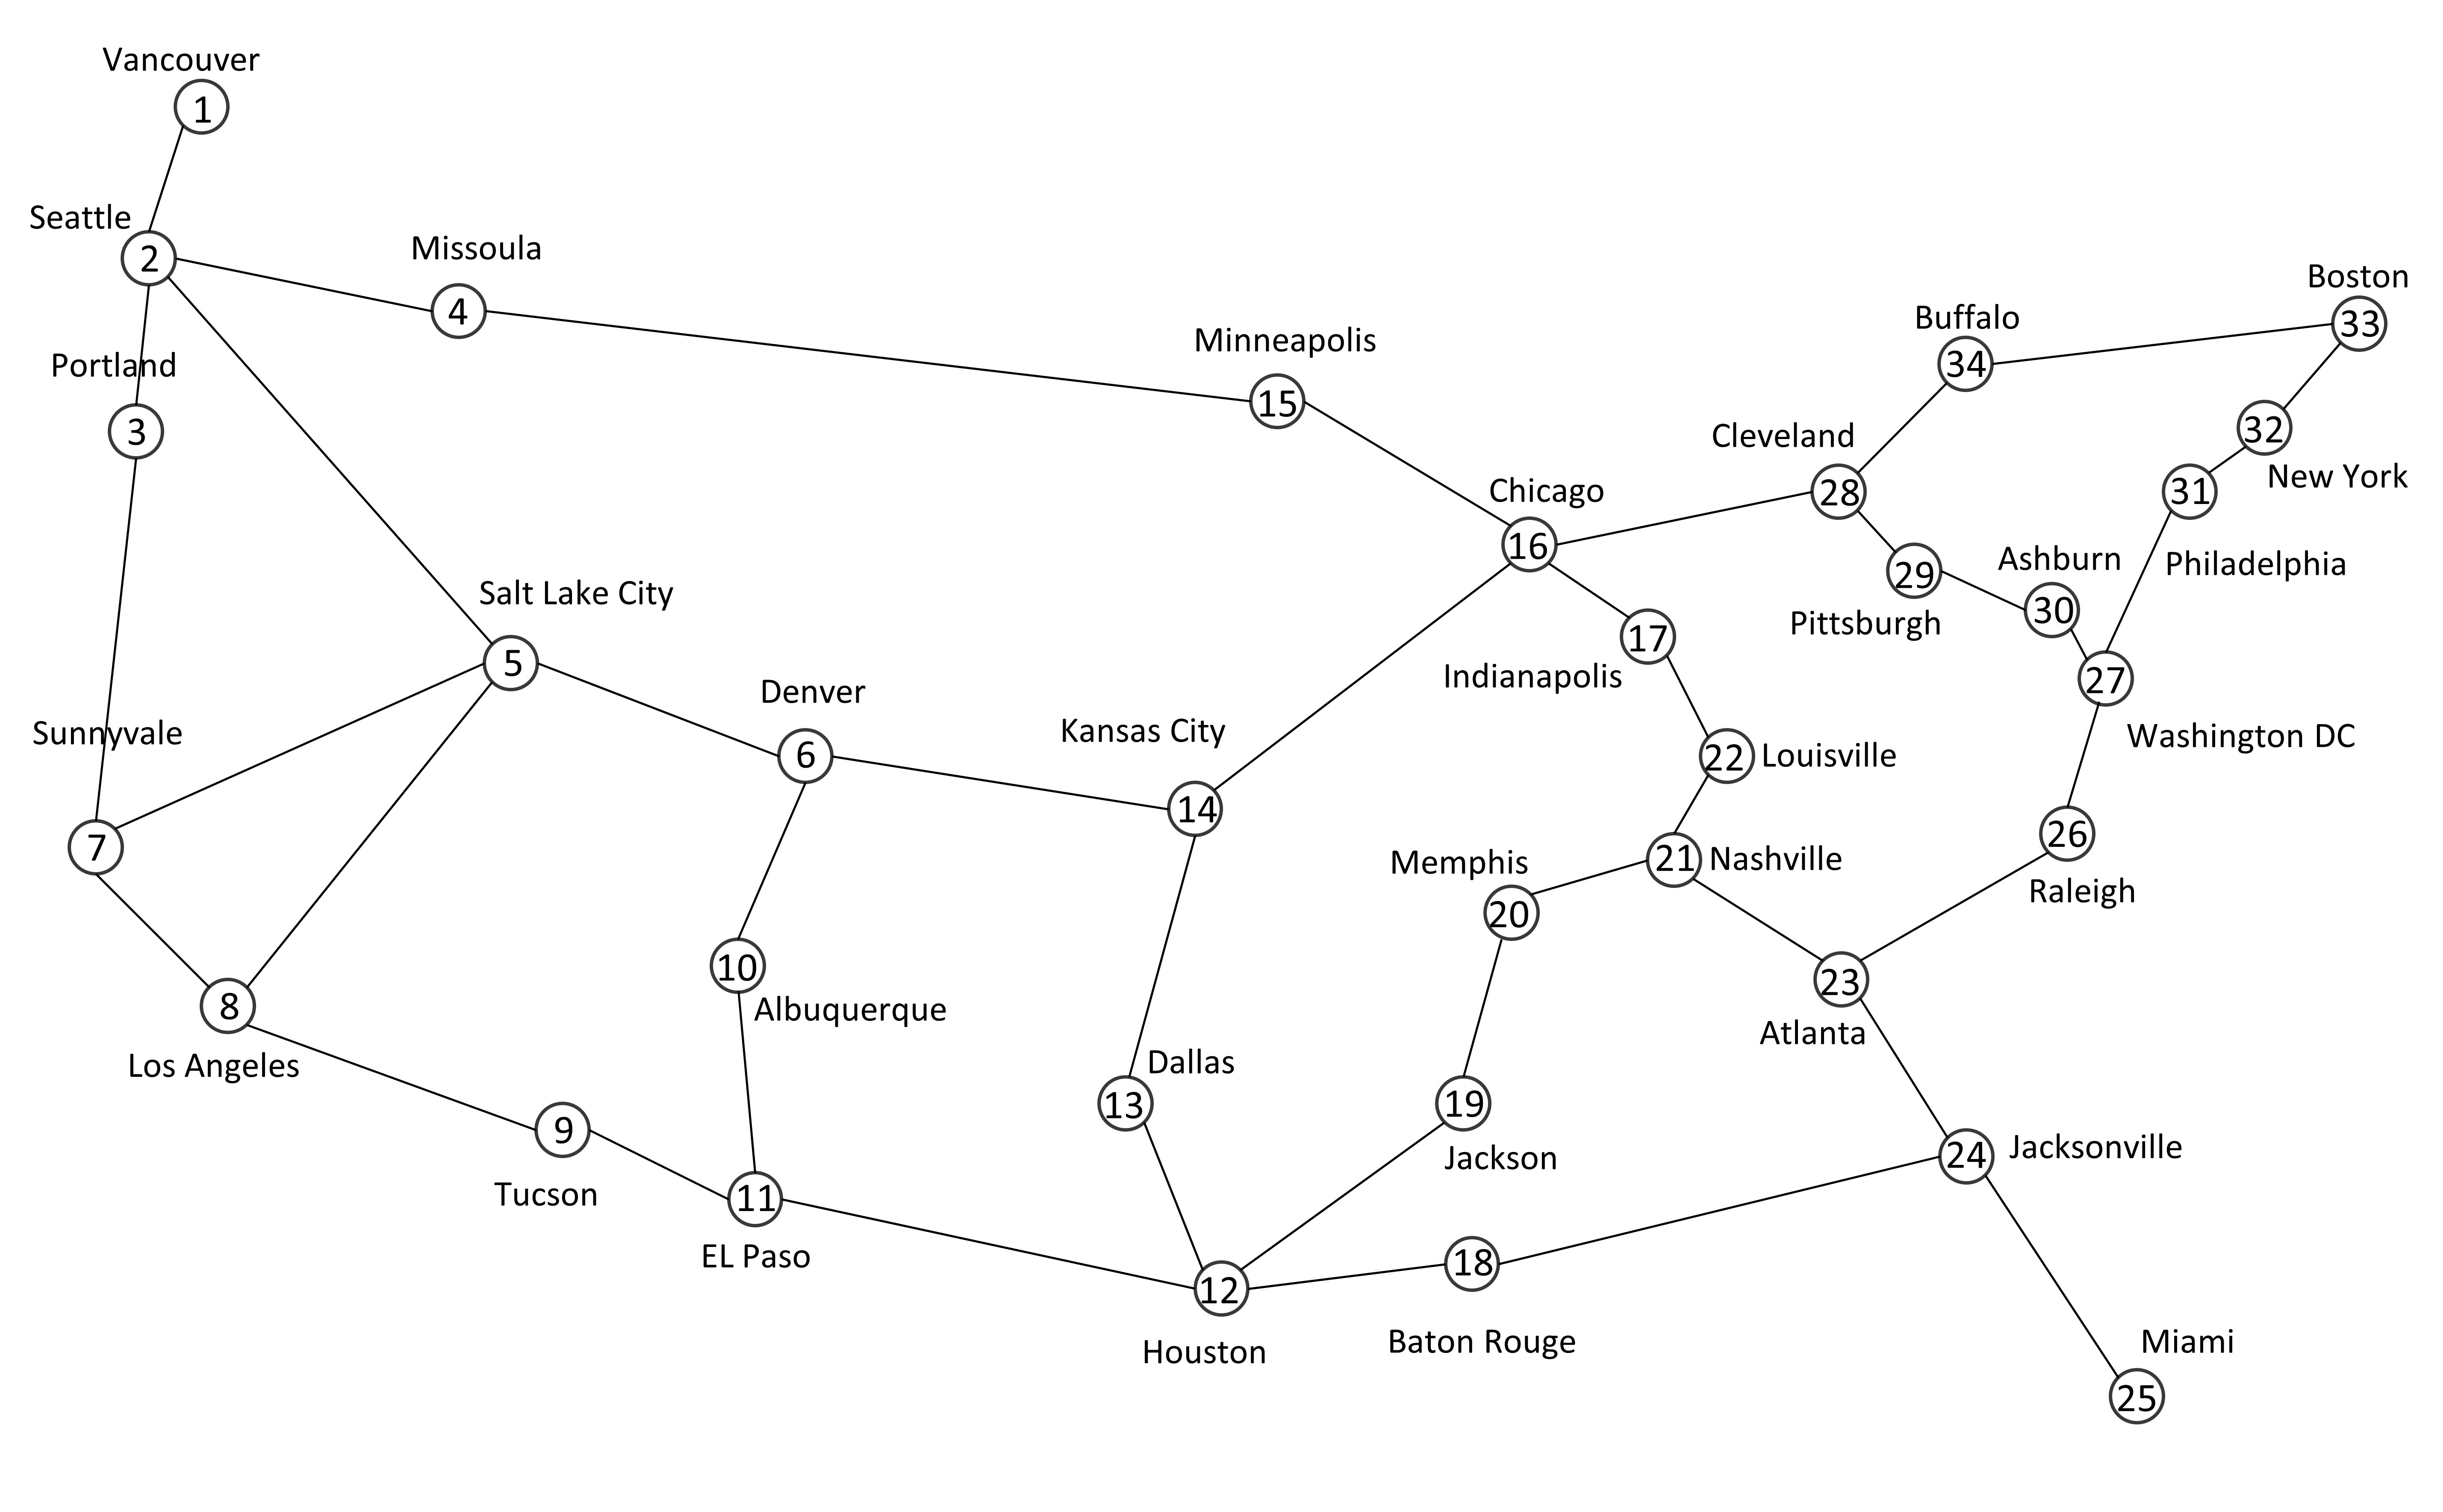 Vancouver
1
Seattle
2
Missoula
4
Portland
3
Minneapolis
15
Boston
33
Buffalo
34
32
New York
Cleveland
28
31
Philadelphia
Chicago
16
29
Pittsburgh
Ashburn
30
27
Washington DC
17
Indianapolis
Salt Lake City
5
Denver
6
Kansas City
14
22 Louisville
Sunnyvale
7
21 Nashville
Memphis
20
26
Raleigh
23
Atlanta
10
Albuquerque
8
Los Angeles
Dallas
13
19
Jackson
9
Tucson
11
EL Paso
24 Jacksonville
12
Houston
18
Baton Rouge
Miami
25